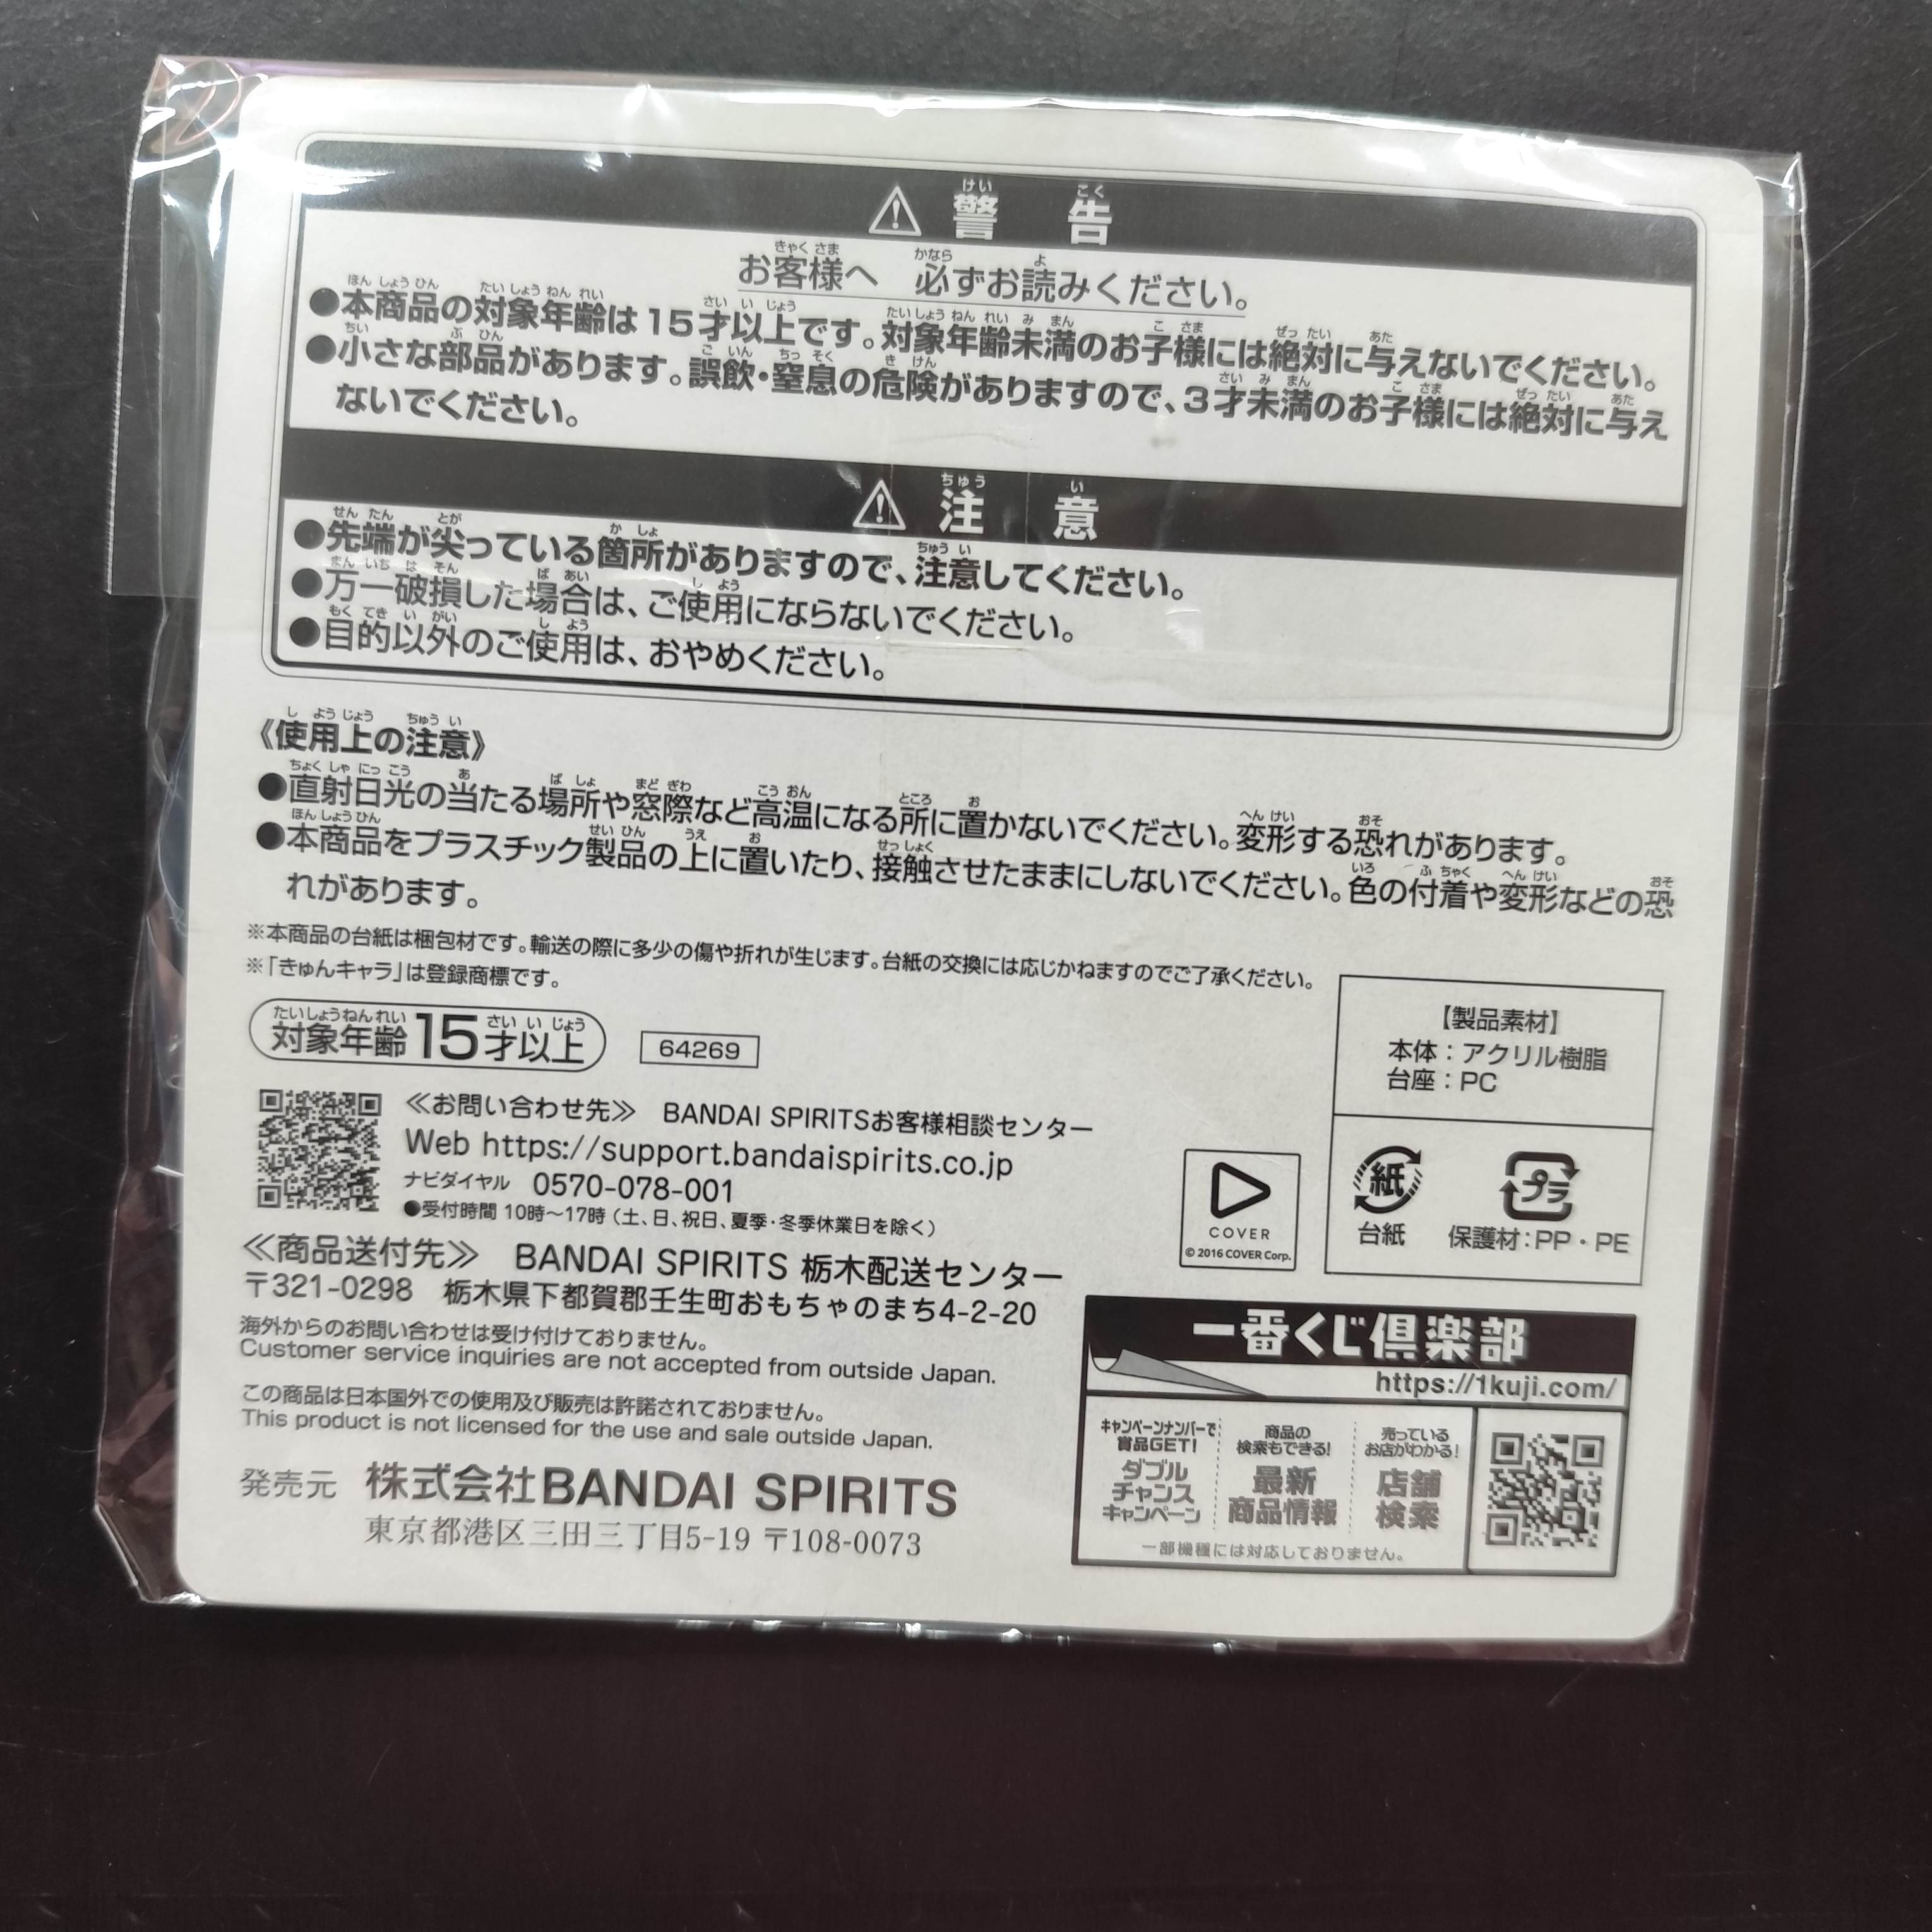 ⚠ 警告
お客様へ 必ずお読みください。
●本商品の対象年齢は15才以上です。対象年齢未満のお子様には絶対に与えないでください。
●小さな部品があります。誤飲・窒息の危険がありますので、3才未満のお子様には絶対に与え
ないでください。
⚠ 注意
●先端が尖っている箇所がありますので、注意してください。
●万一破損した場合は、ご使用にならないでください。
●目的以外のご使用は、おやめください。
《使用上の注意》
●直射日光の当たる場所や窓際など高温になる所に置かないでください。変形する恐れがあります。
●本商品をプラスチック製品の上に置いたり、接触させたままにしないでください。色の付着や変形などの恐
れがあります。
※本商品の台紙は梱包材です。輸送の際に多少の傷や折れが生じます。台紙の交換には応じかねますのでご了承ください。
※「きゅんキャラ」は登録商標です。
対象年齢15才以上
64269
≪お問い合わせ先≫ BANDAI SPIRITSお客様相談センター
Web https://support.bandaispirits.co.jp
ナビダイヤル 0570-078-001
●受付時間 10時～17時（土、日、祝日、夏季・冬季休業日を除く）
≪商品送付先≫ BANDAI SPIRITS 栃木配送センター
〒321-0298 栃木県下都賀郡壬生町おもちゃのまち4-2-20
海外からのお問い合わせは受け付けておりません。
Customer service inquiries are not accepted from outside Japan.
この商品は日本国外での使用及び販売は許諾されておりません。
This product is not licensed for the use and sale outside Japan.
発売元 株式会社BANDAI SPIRITS
東京都港区三田三丁目5-19 〒108-0073
【製品素材】
本体：アクリル樹脂
台座：PC
紙
台紙
プラ
保護材：PP・PE
COVER
© 2016 COVER Corp.
一番くじ倶楽部
https://1kuji.com/
キャンペーンナンバーで
賞品GET!
ダブル
チャンス
キャンペーン
商品の
検索もできる!
最新
商品情報
売っている
お店がわかる!
店舗
検索
一部機種には対応しておりません。